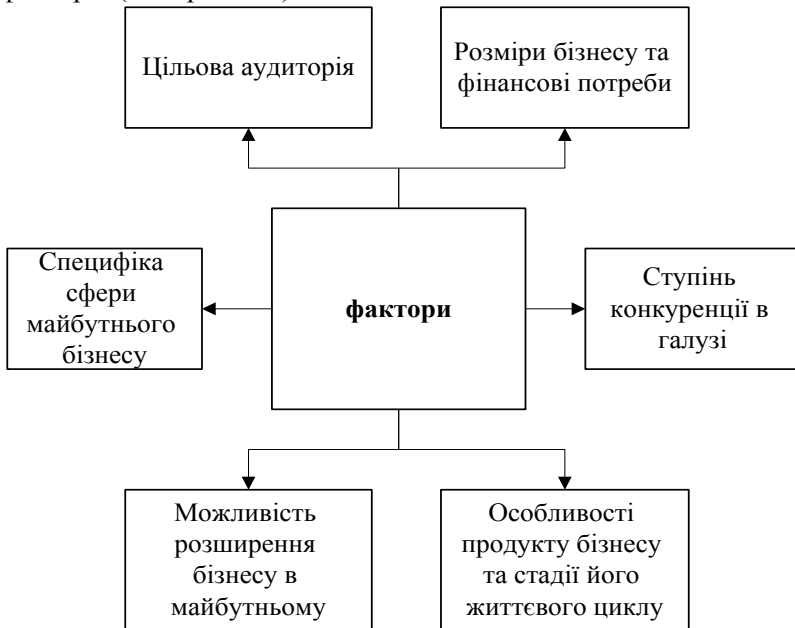 Цільова аудиторія
Розміри бізнесу та
фінансові потреби
Специфіка
сфери
майбутнього
бізнесу
фактори
Ступінь
конкуренції в
галузі
Можливість
розширення
бізнесу в
майбутньому
Особливості
продукту бізнесу
та стадії його
життєвого циклу